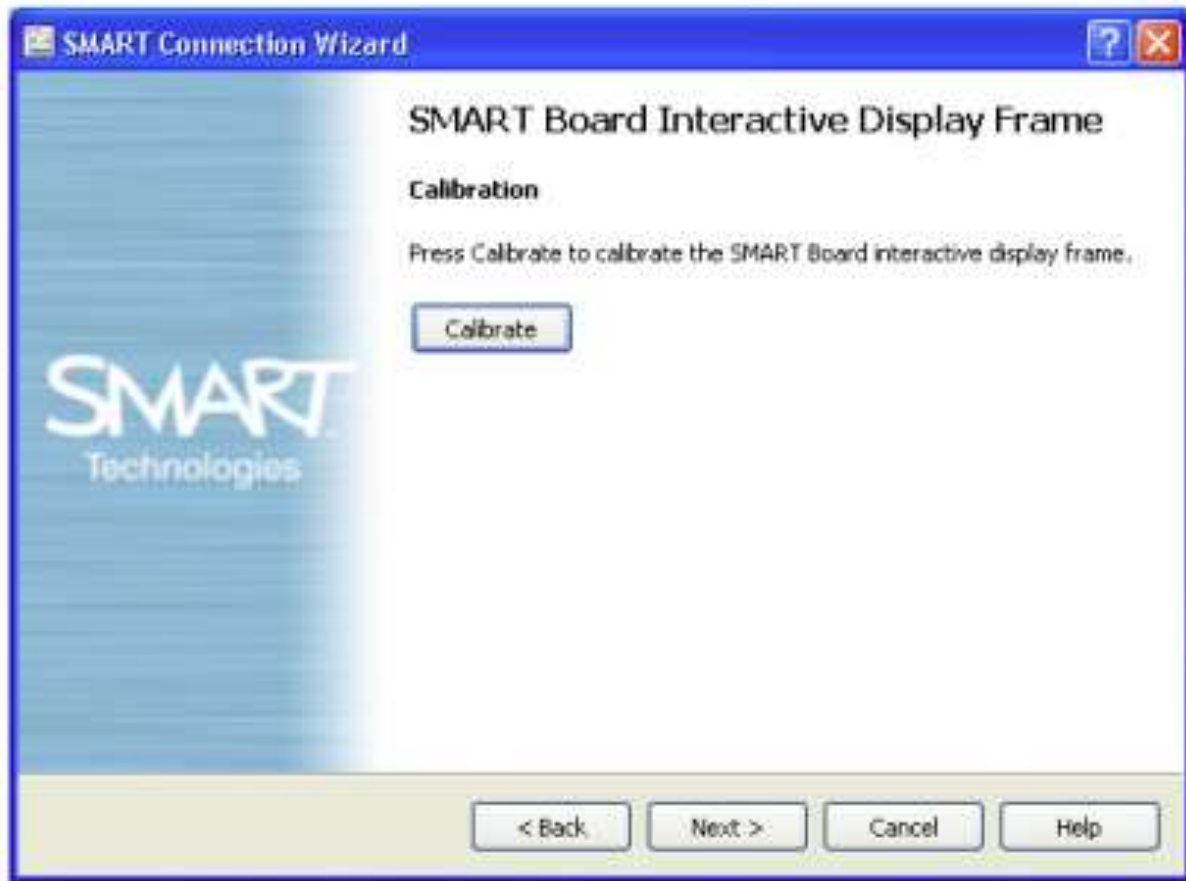 SMART Connection Wizard
SMART Board Interactive Display Frame
Calibration
Press Calibrate to calibrate the SMART Board interactive display frame.
Calibrate
SMART
Technologies
< Back
Next >
Cancel
Help